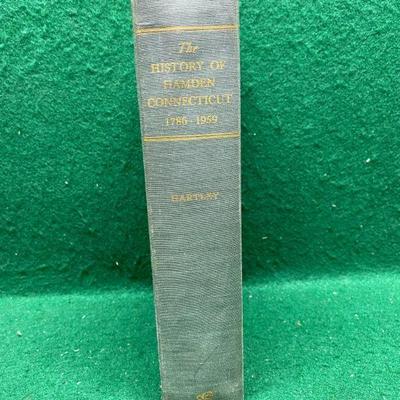 The
HISTORY OF
HAMDEN
CONNECTICUT
1786 - 1959
HARTLEY